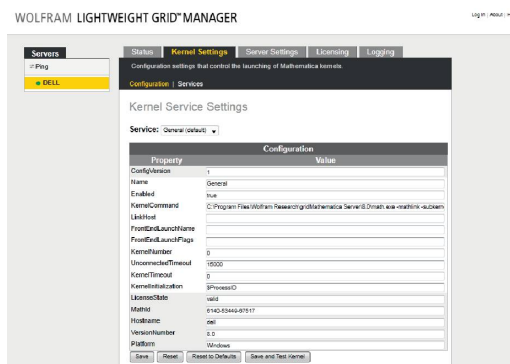 WOLFRAM LIGHTWEIGHT GRID™ MANAGER
Log In | About |
Servers
Ping
DELL
Status Kernel Settings Server Settings Licensing Logging
Configuration settings that control the launching of Mathematica kernels.
Configuration | Services
Kernel Service Settings
Service: General (default)
Configuration
Property Value
ConfigVersion 1
Name General
Enabled true
KernelCommand C:\Program Files\Wolfram Research\gridMathematica Server\8.0\math.exe -mathlink -subkern
LinkHost
FrontEndLaunchName
FrontEndLaunchFlags
KernelNumber 0
UnconnectedTimeout 15000
KernelTimeout 0
KernelInitialization $ProcessID
LicenseState valid
MathId 6140-53449-67517
Hostname dell
VersionNumber 8.0
Platform Windows
Save Reset Reset to Defaults Save and Test Kernel